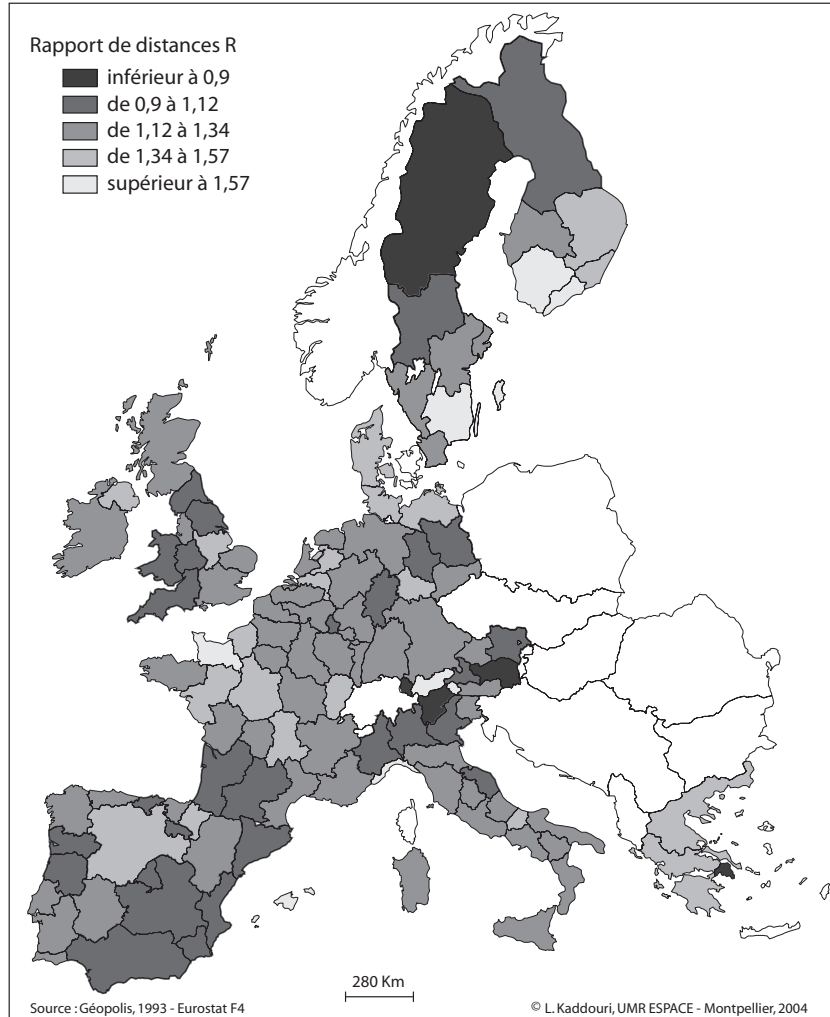 Rapport de distances R
inférieur à 0,9
de 0,9 à 1,12
de 1,12 à 1,34
de 1,34 à 1,57
supérieur à 1,57
280 Km
Source : Géopolis, 1993 - Eurostat F4
© L. Kaddouri, UMR ESPACE - Montpellier, 2004